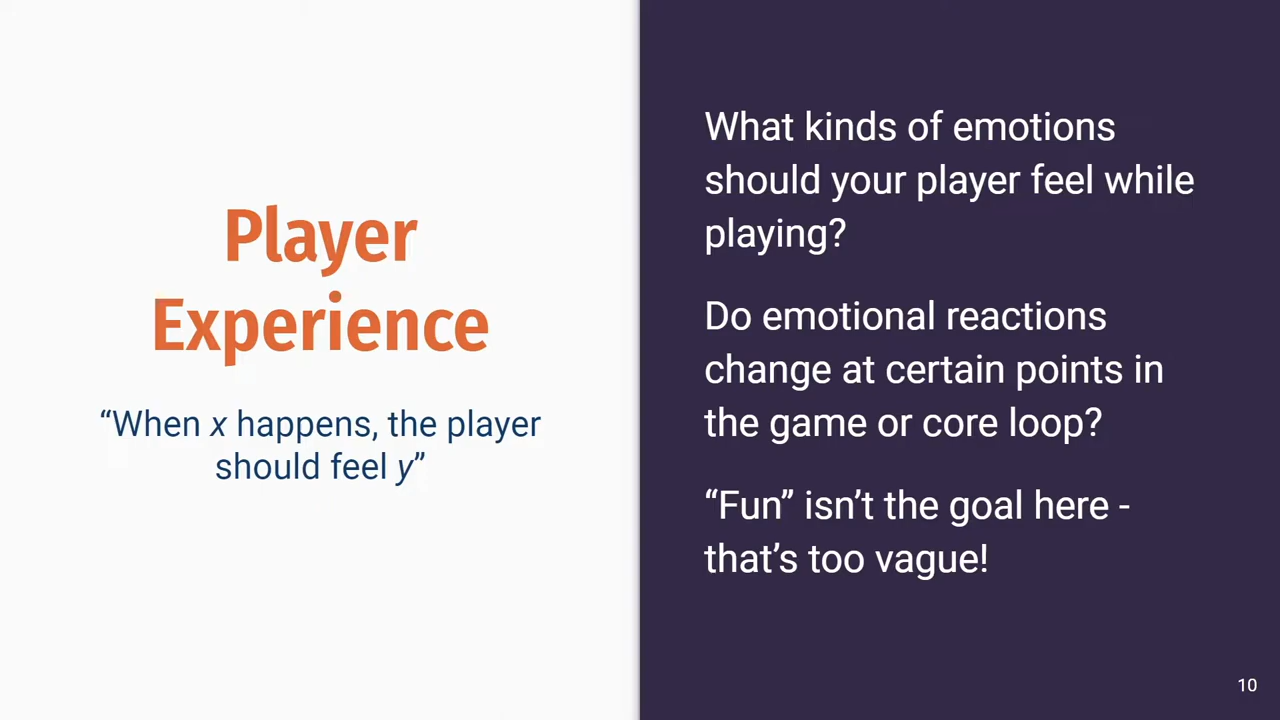 Player
Experience
“When x happens, the player
should feel y”
What kinds of emotions
should your player feel while
playing?
Do emotional reactions
change at certain points in
the game or core loop?
“Fun” isn’t the goal here -
that’s too vague!
10